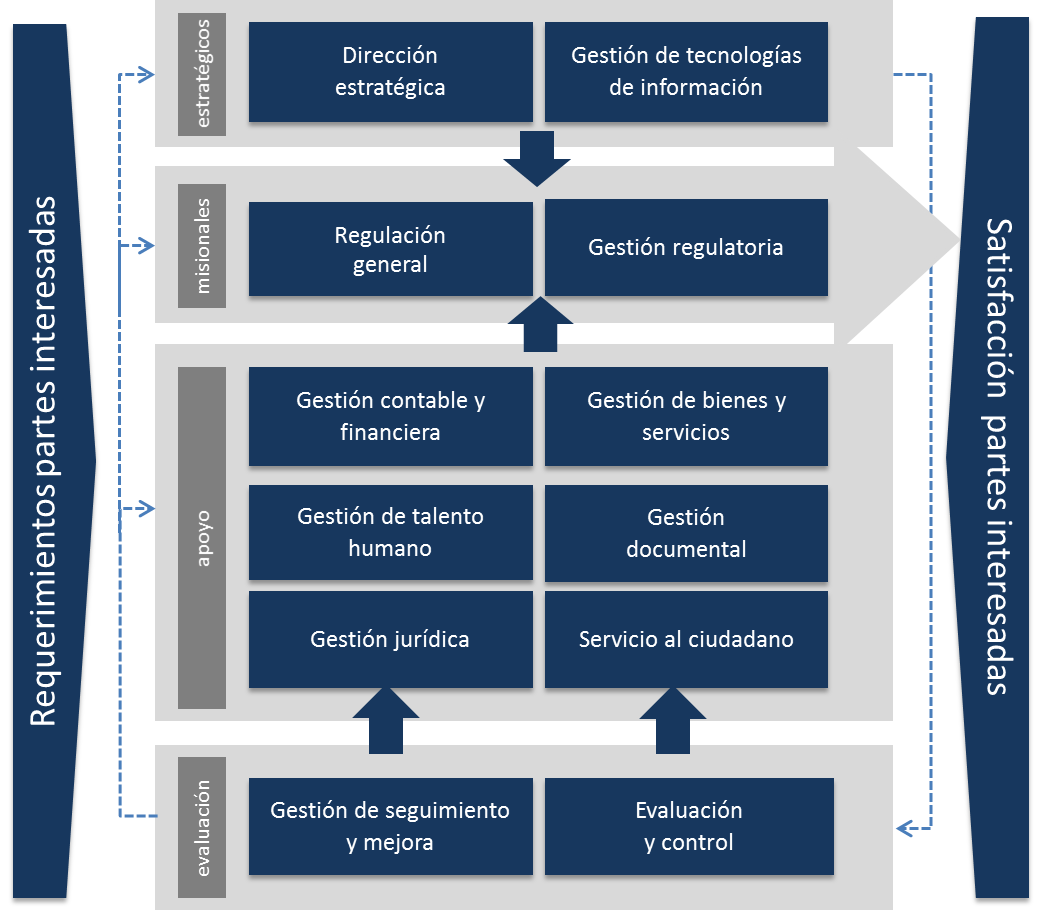 Requerimientos partes interesadas
estratégicos
Dirección
estratégica
Gestión de tecnologías
de información
misionales
Regulación
general
Gestión regulatoria
apoyo
Gestión contable y
financiera
Gestión de bienes y
servicios
Gestión de talento
humano
Gestión
documental
Gestión jurídica
Servicio al ciudadano
evaluación
Gestión de seguimiento
y mejora
Evaluación
y control
Satisfacción partes interesadas